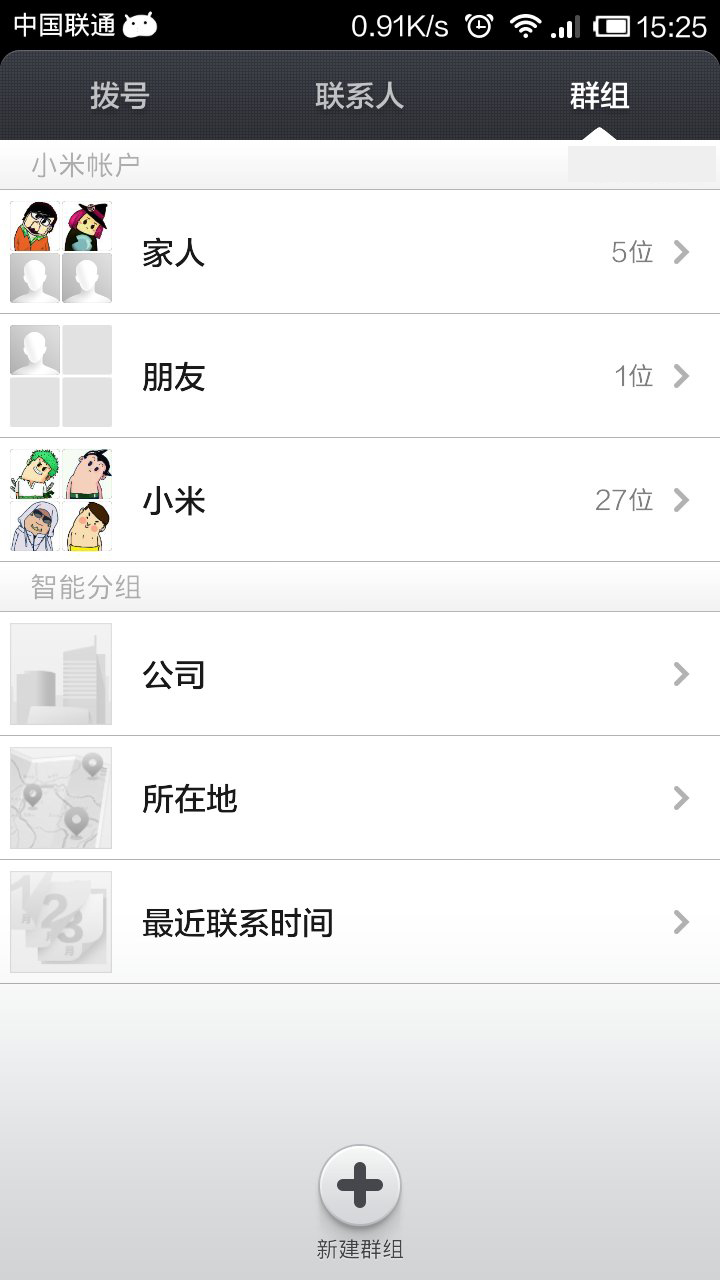 中国联通 0.91K/s 15:25
拨号 联系人 群组
小米帐户
家人 5位
朋友 1位
小米 27位
智能分组
公司
所在地
最近联系时间
新建群组